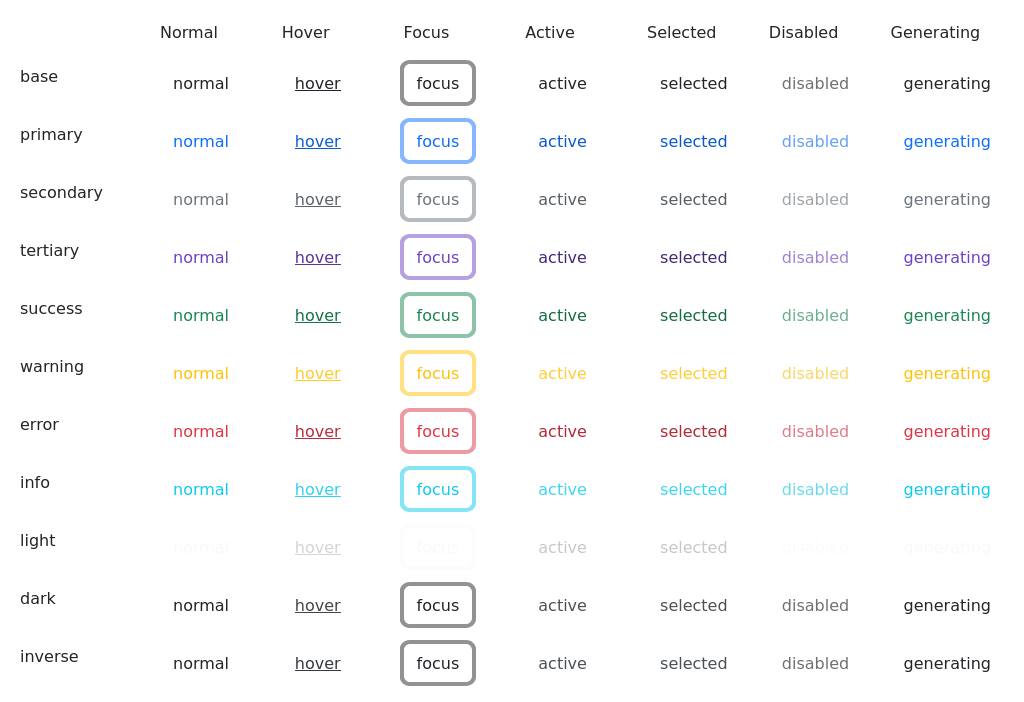 Normal Hover Focus Active Selected Disabled Generating
base normal hover focus active selected disabled generating
primary normal hover focus active selected disabled generating
secondary normal hover focus active selected disabled generating
tertiary normal hover focus active selected disabled generating
success normal hover focus active selected disabled generating
warning normal hover focus active selected disabled generating
error normal hover focus active selected disabled generating
info normal hover focus active selected disabled generating
light normal hover focus active selected disabled generating
dark normal hover focus active selected disabled generating
inverse normal hover focus active selected disabled generating